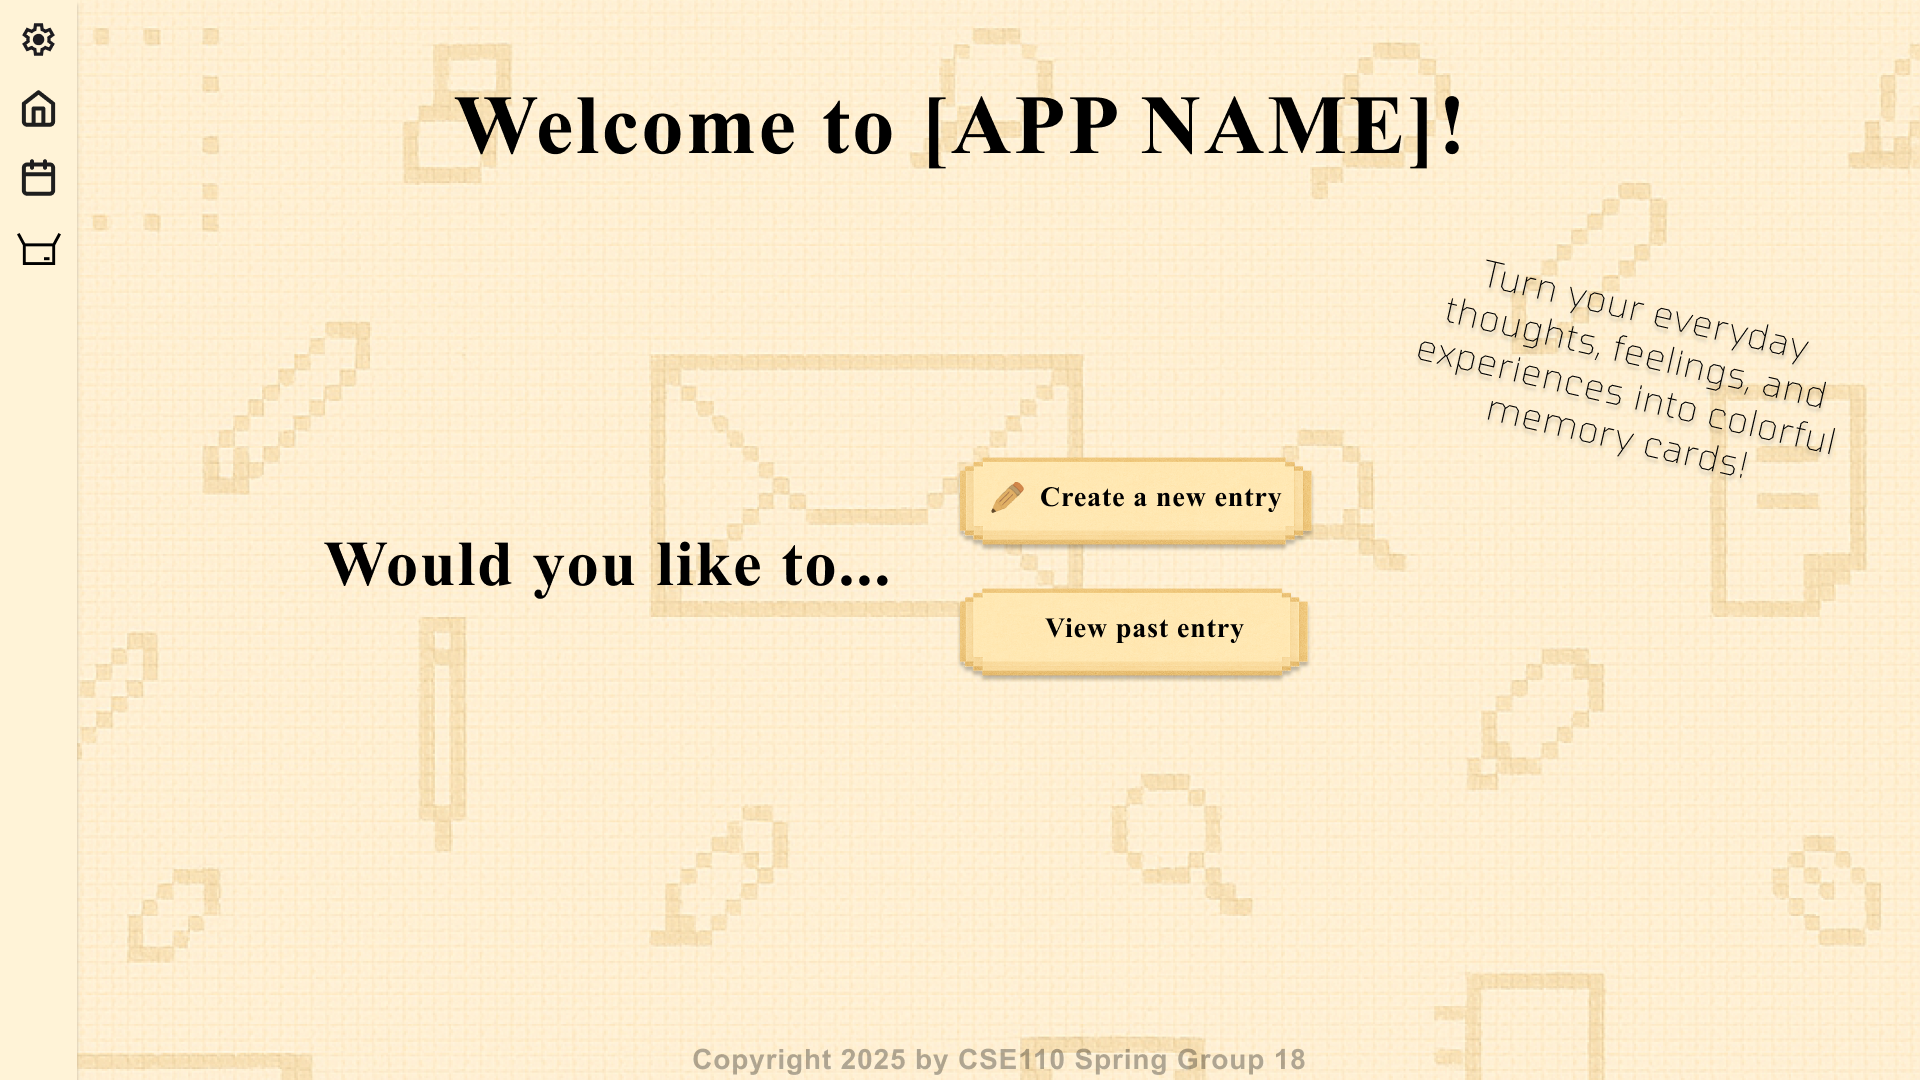 Welcome to [APP NAME]!
Turn your everyday
thoughts, feelings, and
experiences into colorful
memory cards!
Would you like to...
Create a new entry
View past entry
Copyright 2025 by CSE110 Spring Group 18